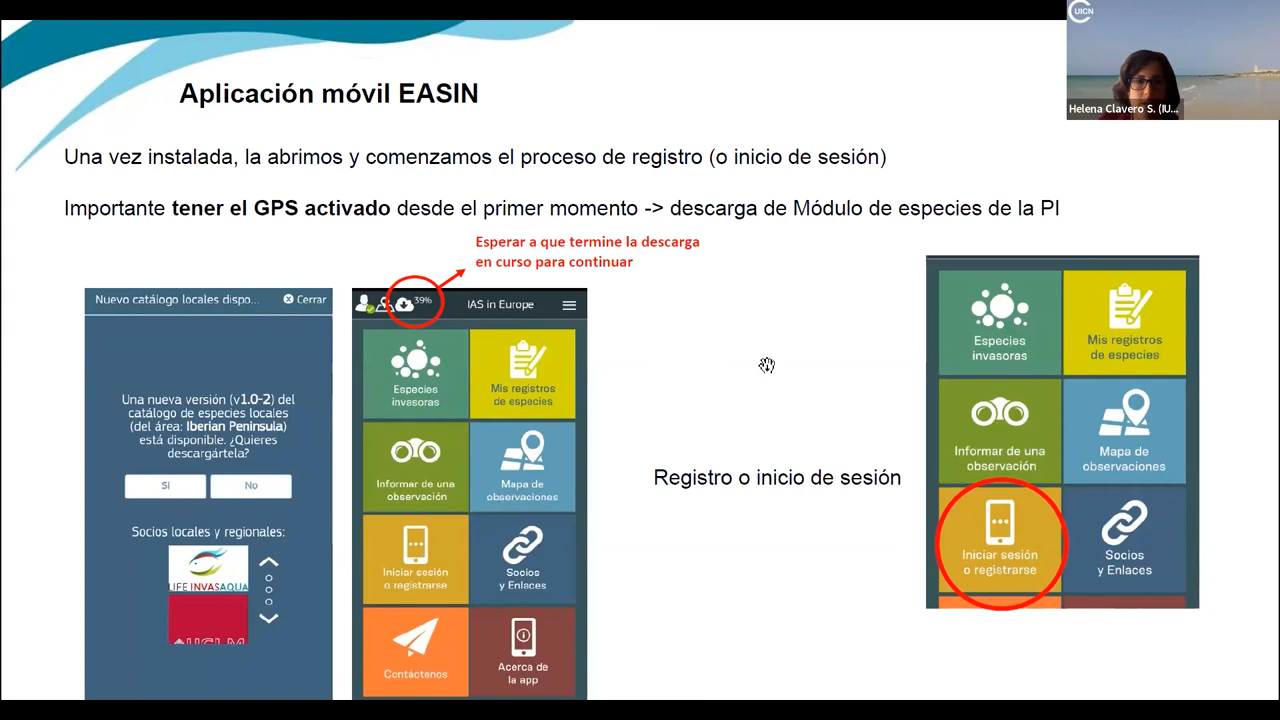 UICN
Helena Clavero S. (IU...
Aplicación móvil EASIN
Una vez instalada, la abrimos y comenzamos el proceso de registro (o inicio de sesión)
Importante tener el GPS activado desde el primer momento -> descarga de Módulo de especies de la PI
Esperar a que termine la descarga
en curso para continuar
Nuevo catálogo locales dispo...
Cerrar
Una nueva versión (v1.0-2) del
catálogo de especies locales
(del área: Iberian Peninsula)
está disponible. ¿Quieres
descargártela?
Si
No
Socios locales y regionales:
LIFE INVASAQUA
UCLM
39%
IAS in Europe
Especies
invasoras
Mis registros
de especies
Informar de una
observación
Mapa de
observaciones
Iniciar sesión
o registrarse
Socios
y Enlaces
Contáctenos
Acerca de
la app
Registro o inicio de sesión
Especies
invasoras
Mis registros
de especies
Informar de una
observación
Mapa de
observaciones
Iniciar sesión
o registrarse
Socios
y Enlaces